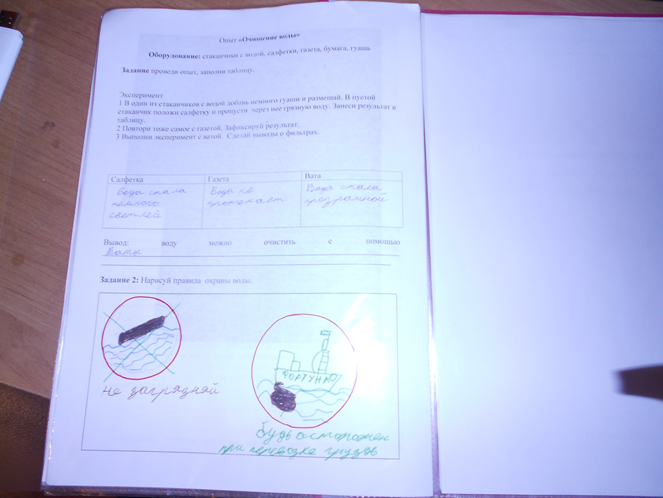 Опыт «Очищение воды»
Оборудование: стаканчики с водой, салфетки, газета, бумага, гуашь
Задание проведи опыт, заполни таблицу.
Эксперимент
1 В один из стаканчиков с водой добавь немного гуаши и размешай. В пустой
стаканчик положи салфетку и пропусти через нее грязную воду. Занеси результат в
таблицу.
2 Повтори тоже самое с газетой. Зафиксируй результат.
3 Выполни эксперимент с ватой. Сделай выводы о фильтрах.
Салфетка Газета Вата
Вода стала немного светлей
Вода не протекает
Вода стала прозрачной
Вывод: воду можно очистить с помощью
Ваты
Задание 2: Нарисуй правила охраны воды.
ФОРТУНА
не загрязняй
Будь осторожен
при перевозке грузов